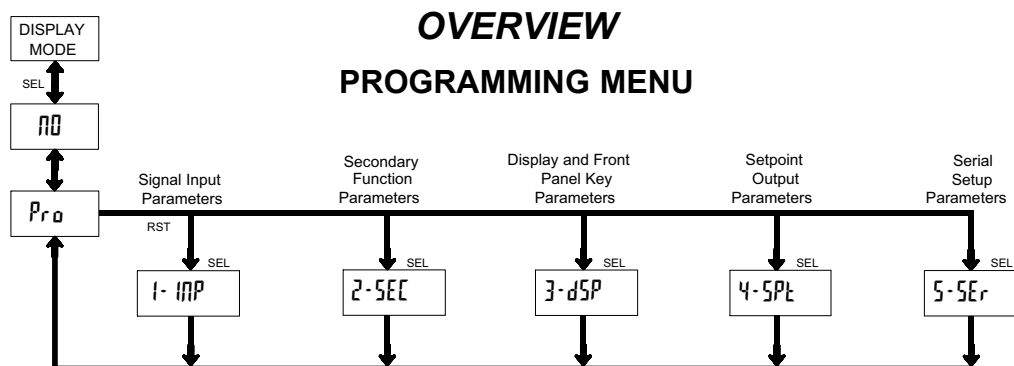 OVERVIEW
PROGRAMMING MENU
DISPLAY
MODE
SEL
NO
Pro
Signal Input
Parameters
Secondary
Function
Parameters
Display and Front
Panel Key
Parameters
Setpoint
Output
Parameters
Serial
Setup
Parameters
RST
SEL
SEL
SEL
SEL
SEL
1-INP
2-SEC
3-dSP
4-SPt
5-SEr